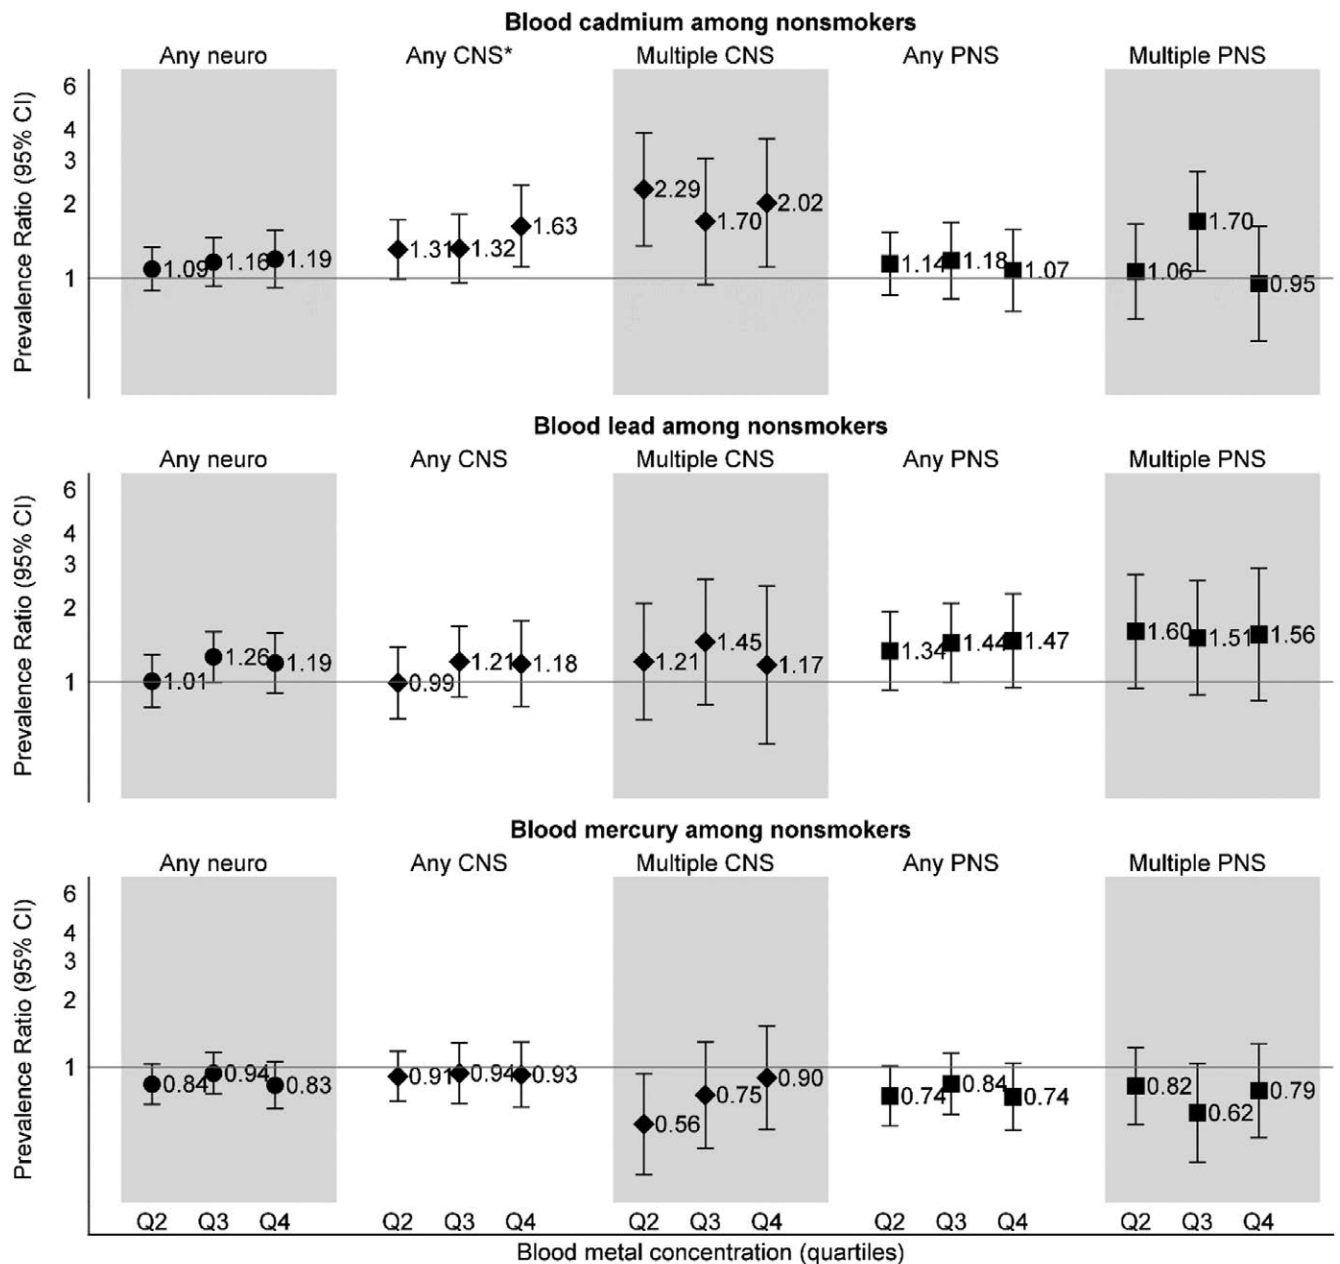 Blood cadmium among nonsmokers
Any neuro Any CNS* Multiple CNS Any PNS Multiple PNS
Prevalence Ratio (95% CI)
6
4
3
2
1
1.09 1.16 1.19 1.31 1.32 1.63 2.29 1.70 2.02 1.14 1.18 1.07 1.06 1.70 0.95
Blood lead among nonsmokers
Any neuro Any CNS Multiple CNS Any PNS Multiple PNS
Prevalence Ratio (95% CI)
6
4
3
2
1
1.01 1.26 1.19 0.99 1.21 1.18 1.21 1.45 1.17 1.34 1.44 1.47 1.60 1.51 1.56
Blood mercury among nonsmokers
Any neuro Any CNS Multiple CNS Any PNS Multiple PNS
Prevalence Ratio (95% CI)
6
4
3
2
1
0.84 0.94 0.83 0.91 0.94 0.93 0.56 0.75 0.90 0.74 0.84 0.74 0.82 0.62 0.79
Q2 Q3 Q4 Q2 Q3 Q4 Q2 Q3 Q4 Q2 Q3 Q4 Q2 Q3 Q4
Blood metal concentration (quartiles)